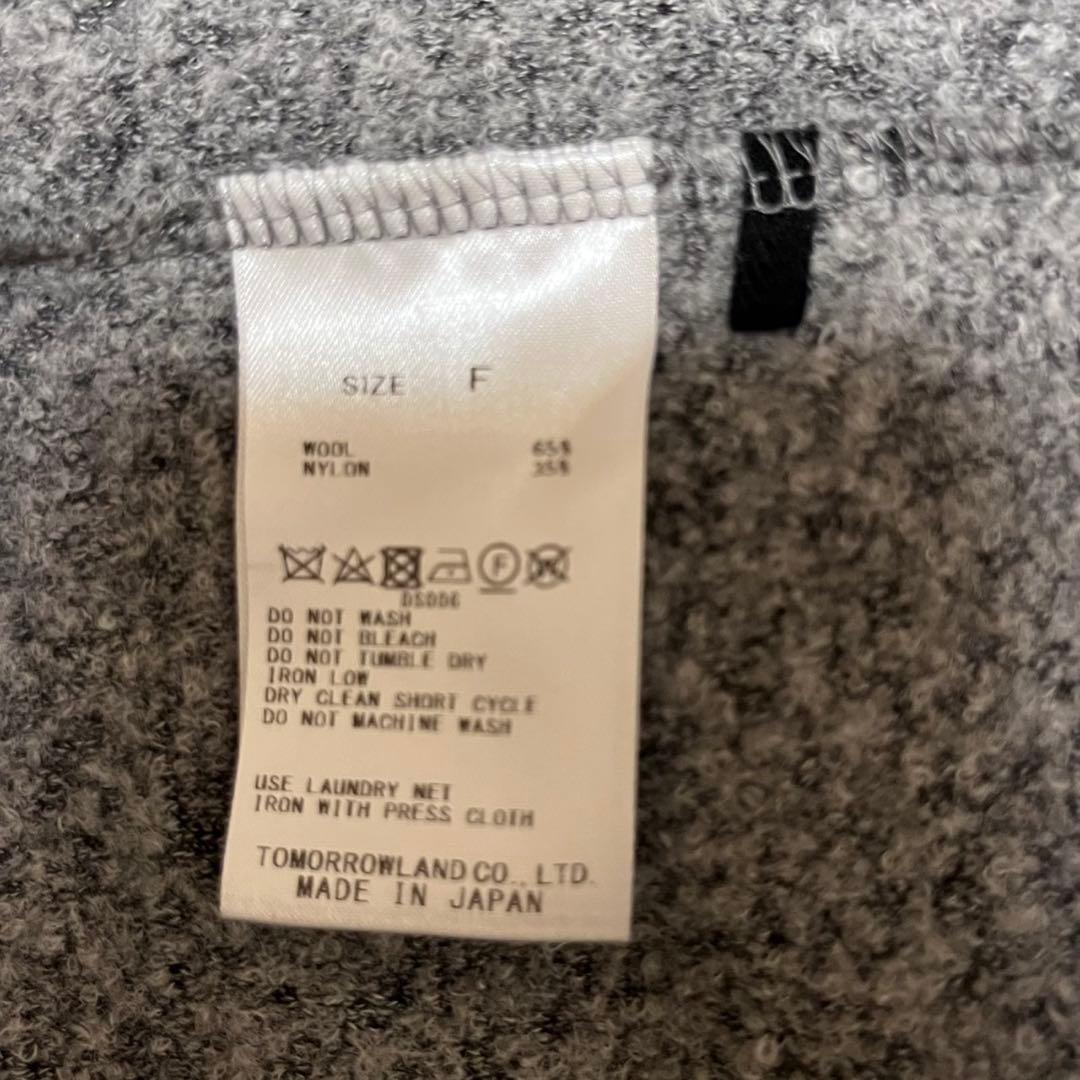 SIZE F
WOOL 65%
NYLON 35%
F
W
DS006
DO NOT WASH
DO NOT BLEACH
DO NOT TUMBLE DRY
IRON LOW
DRY CLEAN SHORT CYCLE
DO NOT MACHINE WASH
USE LAUNDRY NET
IRON WITH PRESS CLOTH
TOMORROWLAND CO., LTD.
MADE IN JAPAN